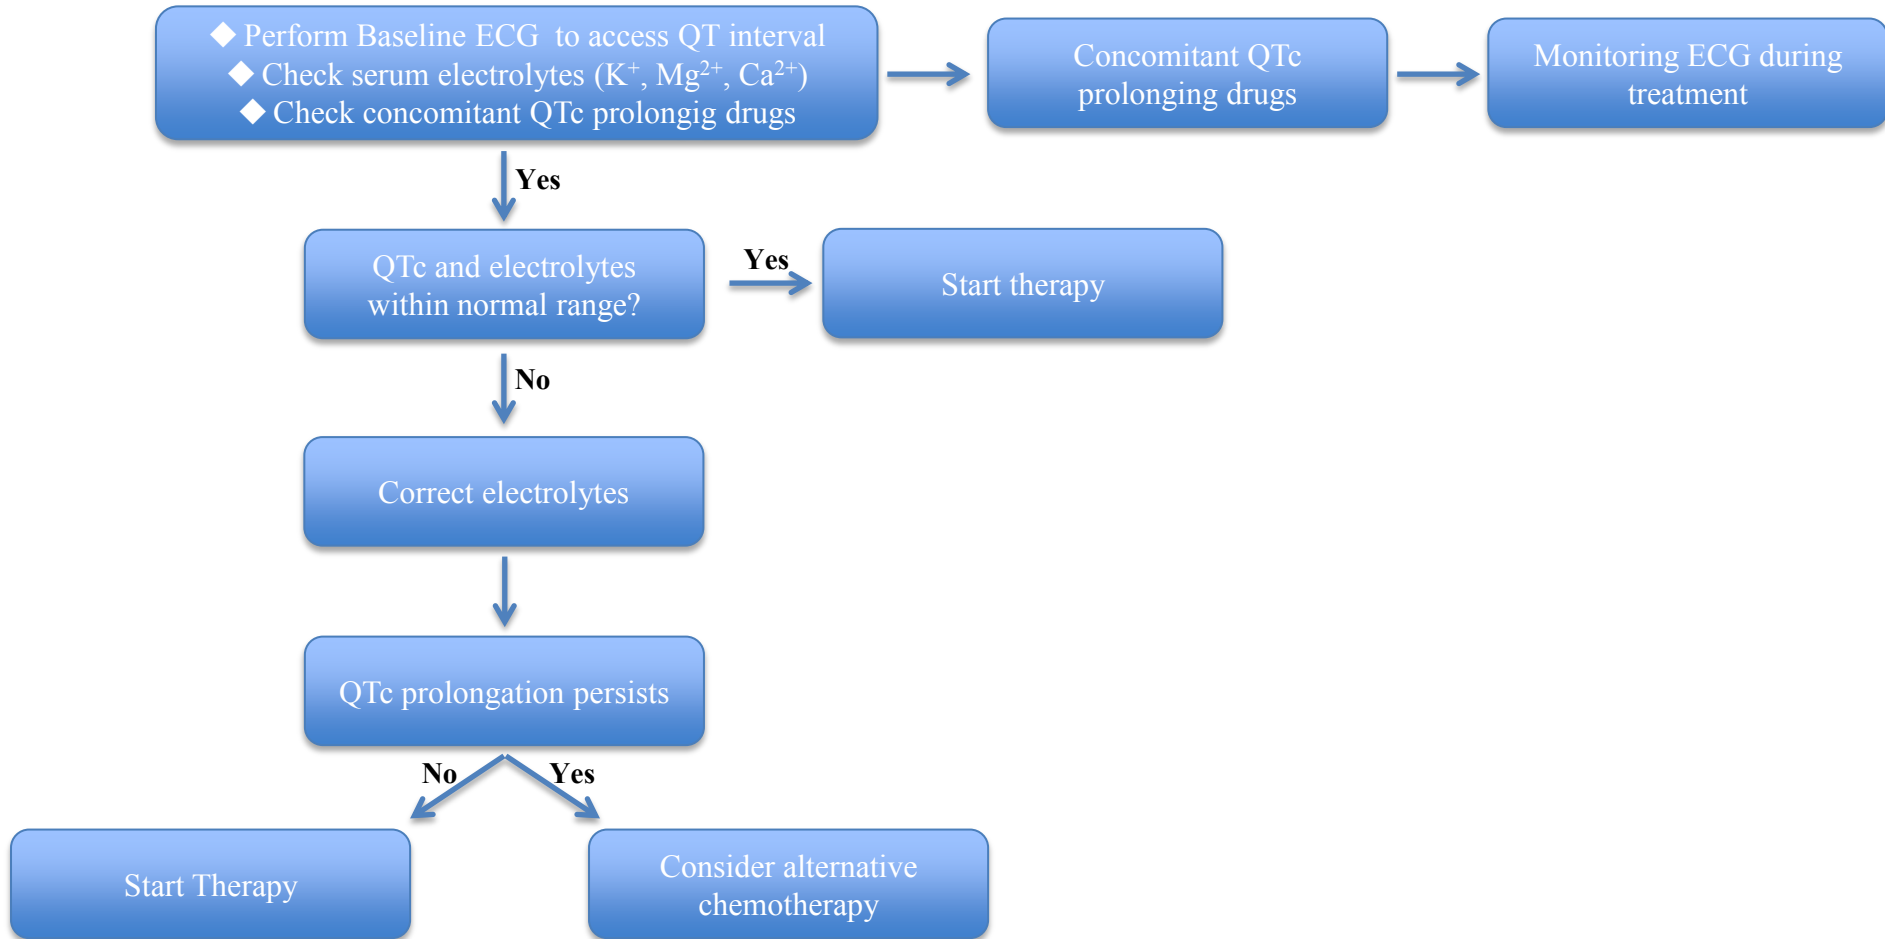 ◆ Perform Baseline ECG to access QT interval
◆ Check serum electrolytes (K⁺, Mg²⁺, Ca²⁺)
◆ Check concomitant QTc prolongig drugs
Concomitant QTc
prolonging drugs
Monitoring ECG during
treatment
Yes
QTc and electrolytes
within normal range?
Yes
Start therapy
No
Correct electrolytes
QTc prolongation persists
No
Yes
Start Therapy
Consider alternative
chemotherapy